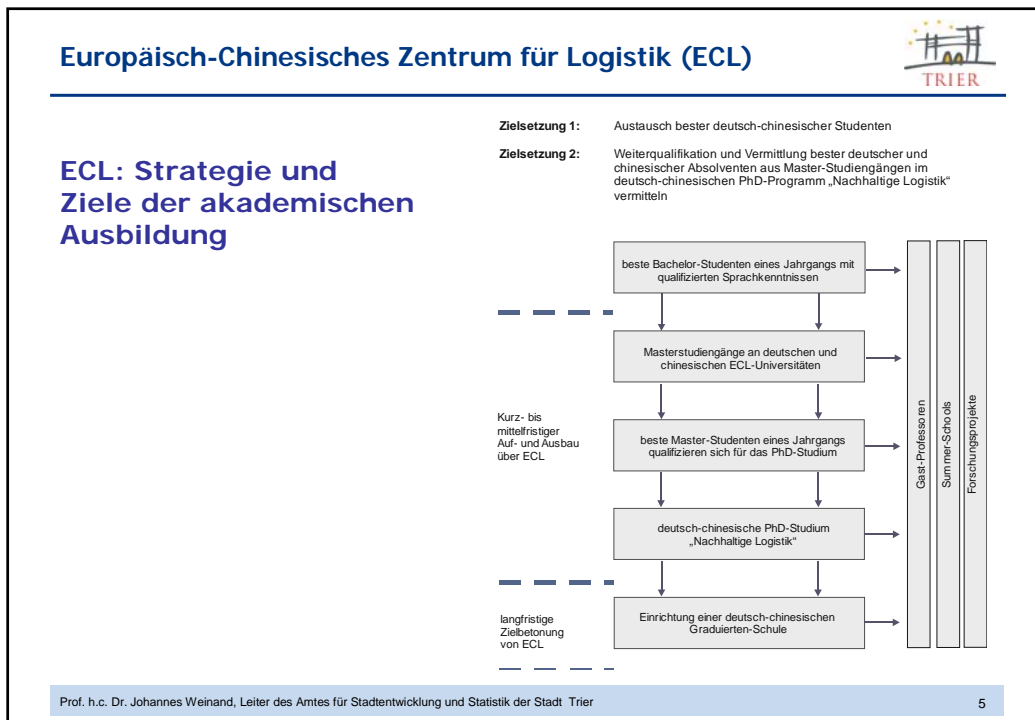 Europäisch-Chinesisches Zentrum für Logistik (ECL)
TRIER
ECL: Strategie und
Ziele der akademischen
Ausbildung
Zielsetzung 1: Austausch bester deutsch-chinesischer Studenten
Zielsetzung 2: Weiterqualifikation und Vermittlung bester deutscher und
chinesischer Absolventen aus Master-Studiengängen im
deutsch-chinesischen PhD-Programm „Nachhaltige Logistik“
vermitteln
beste Bachelor-Studenten eines Jahrgangs mit
qualifizierten Sprachkenntnissen
Masterstudiengänge an deutschen und
chinesischen ECL-Universitäten
Kurz- bis
mittelfristiger
Auf- und Ausbau
über ECL
beste Master-Studenten eines Jahrgangs
qualifizieren sich für das PhD-Studium
deutsch-chinesische PhD-Studium
„Nachhaltige Logistik“
langfristige
Zielbetonung
von ECL
Einrichtung einer deutsch-chinesischen
Graduierten-Schule
Gast-Professoren
Summer-Schools
Forschungsprojekte
Prof. h.c. Dr. Johannes Weinand, Leiter des Amtes für Stadtentwicklung und Statistik der Stadt Trier
5